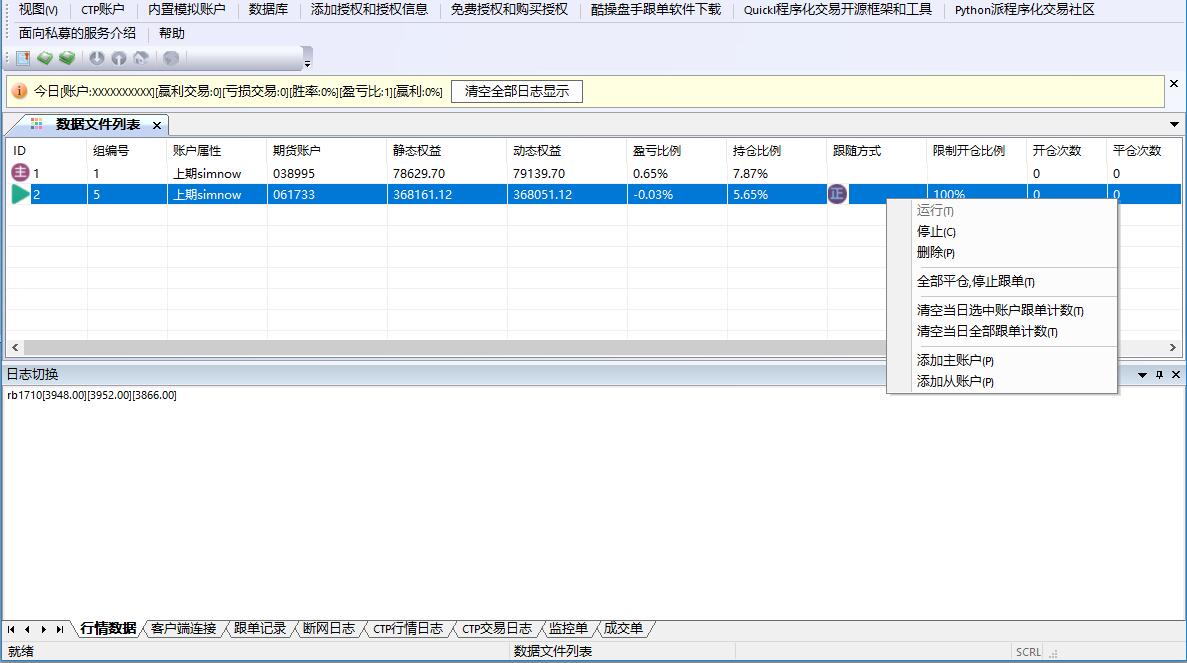 视图(V) CTP账户 内置模拟账户 数据库 添加授权和授权信息 免费授权和购买授权 酷操盘手跟单软件下载 QuickI程序化交易开源框架和工具 Python派程序化交易社区
面向私募的服务介绍 帮助
今日[账户:XXXXXXXXXX][赢利交易:0][亏损交易:0][胜率:0%][盈亏比:1][赢利:0%] 清空全部日志显示
数据文件列表
ID 组编号 账户属性 期货账户 静态权益 动态权益 盈亏比例 持仓比例 跟随方式 限制开仓比例 开仓次数 平仓次数
主 1 1 上期simnow 038995 78629.70 79139.70 0.65% 7.87% 0 0
2 5 上期simnow 061733 368161.12 368051.12 -0.03% 5.65% 正 100% 0 0
运行(T)
停止(C)
删除(P)
全部平仓,停止跟单(T)
清空当日选中账户跟单计数(T)
清空当日全部跟单计数(T)
添加主账户(P)
添加从账户(P)
日志切换
rb1710[3948.00][3952.00][3866.00]
行情数据 客户端连接 跟单记录 断网日志 CTP行情日志 CTP交易日志 监控单 成交单
就绪 数据文件列表 SCRL